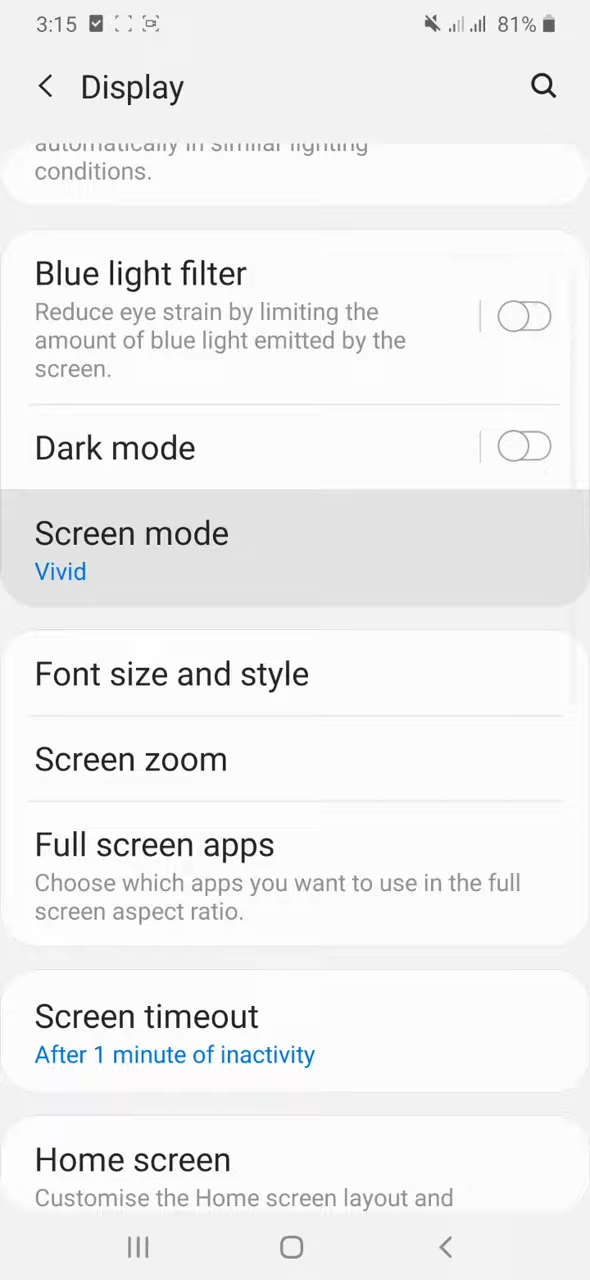 3:15
81%
Display
automatically in similar lighting
conditions.
Blue light filter
Reduce eye strain by limiting the
amount of blue light emitted by the
screen.
Dark mode
Screen mode
Vivid
Font size and style
Screen zoom
Full screen apps
Choose which apps you want to use in the full
screen aspect ratio.
Screen timeout
After 1 minute of inactivity
Home screen
Customise the Home screen layout and